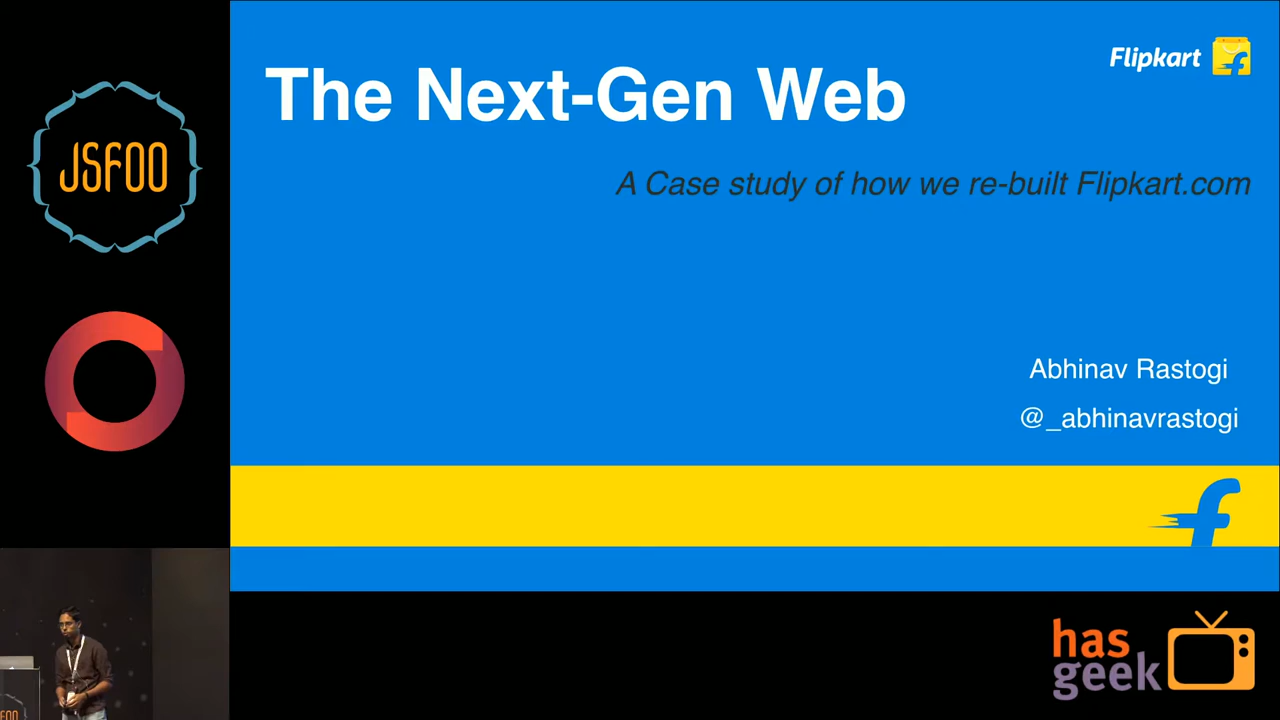 JSFOO
The Next-Gen Web
Flipkart
A Case study of how we re-built Flipkart.com
Abhinav Rastogi
@_abhinavrastogi
f
has
geek